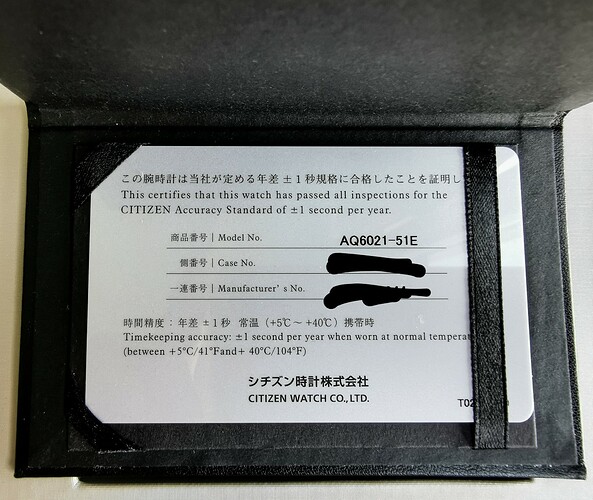 この腕時計は当社が定める年差 ±1秒規格に合格したことを証明し
This certifies that this watch has passed all inspections for the
CITIZEN Accuracy Standard of ±1 second per year.
商品番号 | Model No. AQ6021-51E
側番号 | Case No.
一連番号 | Manufacturer's No.
時間精度：年差 ±1秒 常温（+5℃～+40℃）携帯時
Timekeeping accuracy: ±1 second per year when worn at normal
(between +5°C/41°Fand+ 40°C/104°F)
シチズン時計株式会社
CITIZEN WATCH CO., LTD.